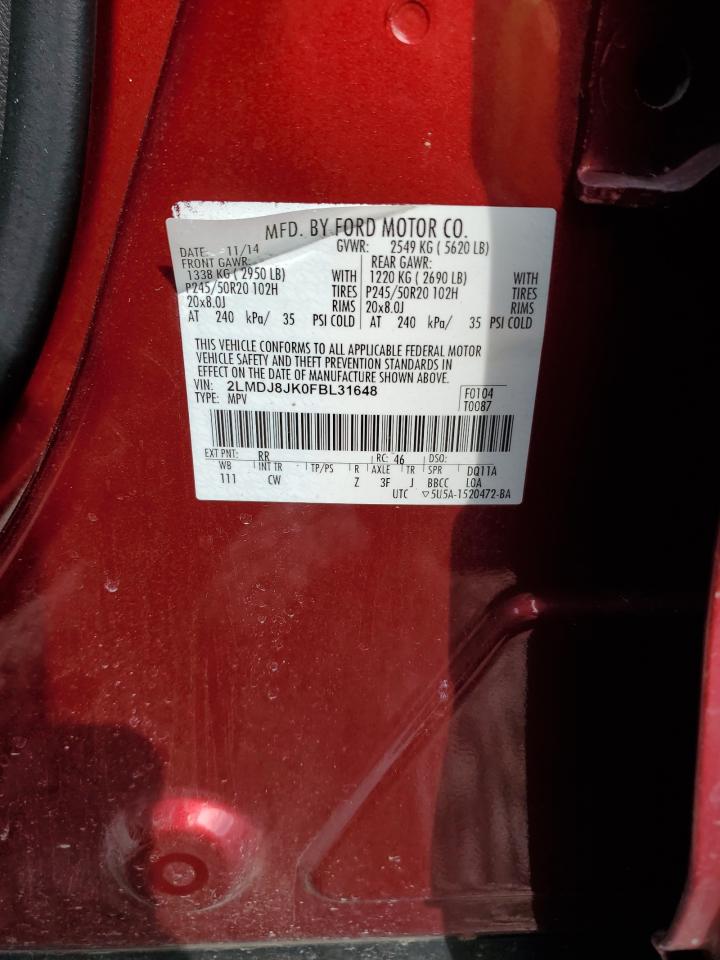 MFD. BY FORD MOTOR CO.
DATE: 11/14 GVWR: 2549 KG ( 5620 LB)
FRONT GAWR: REAR GAWR:
1338 KG ( 2950 LB) WITH 1220 KG ( 2690 LB) WITH
P245/50R20 102H TIRES P245/50R20 102H TIRES
20x8.0J RIMS 20x8.0J RIMS
AT 240 kPa/ 35 PSI COLD AT 240 kPa/ 35 PSI COLD
THIS VEHICLE CONFORMS TO ALL APPLICABLE FEDERAL MOTOR
VEHICLE SAFETY AND THEFT PREVENTION STANDARDS IN
EFFECT ON THE DATE OF MANUFACTURE SHOWN ABOVE.
VIN: 2LMDJ8JK0FBL31648 F0104
TYPE: MPV T0087
EXT PNT: RR RC: 46 DSO:
WB INT TR TP/PS R AXLE TR SPR DQ11A
111 CW Z 3F J BBCC LOA
UTC ▽5U5A-1520472-BA